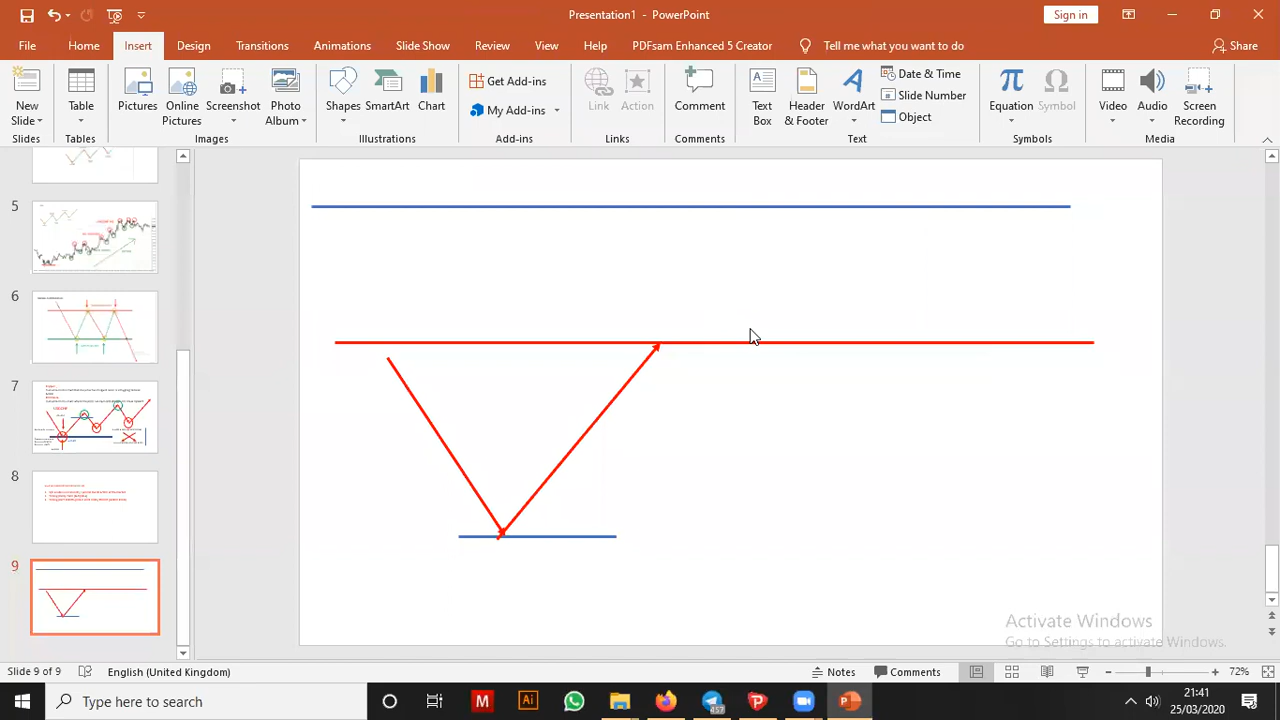 Presentation1 - PowerPoint
Sign in
File Home Insert Design Transitions Animations Slide Show Review View Help PDFsam Enhanced 5 Creator Tell me what you want to do Share
New Slide
Table
Pictures
Online Pictures
Screenshot
Photo Album
Shapes
SmartArt
Chart
Get Add-ins
My Add-ins
Link
Action
Comment
Text Box
Header & Footer
WordArt
Date & Time
Slide Number
Object
Equation
Symbol
Video
Audio
Screen Recording
Slides Tables Images Illustrations Add-ins Links Comments Text Symbols Media
5
6
7
8
9
Activate Windows
Go to Settings to activate Windows.
Slide 9 of 9 English (United Kingdom) Notes Comments 72%
Type here to search
M
Ai
457
21:41
25/03/2020